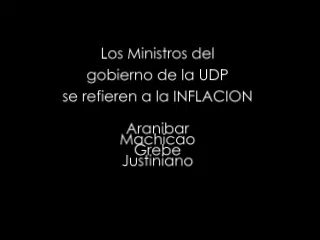 Los Ministros del
gobierno de la UDP
se refieren a la INFLACION
Aranibar
Machicao
Grebe
Justiniano